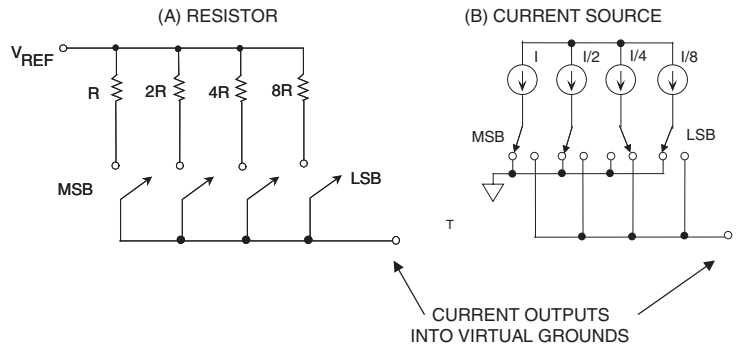 (A) RESISTOR
(B) CURRENT SOURCE
VREF
R
2R
4R
8R
MSB
LSB
I
I/2
I/4
I/8
MSB
LSB
T
CURRENT OUTPUTS
INTO VIRTUAL GROUNDS